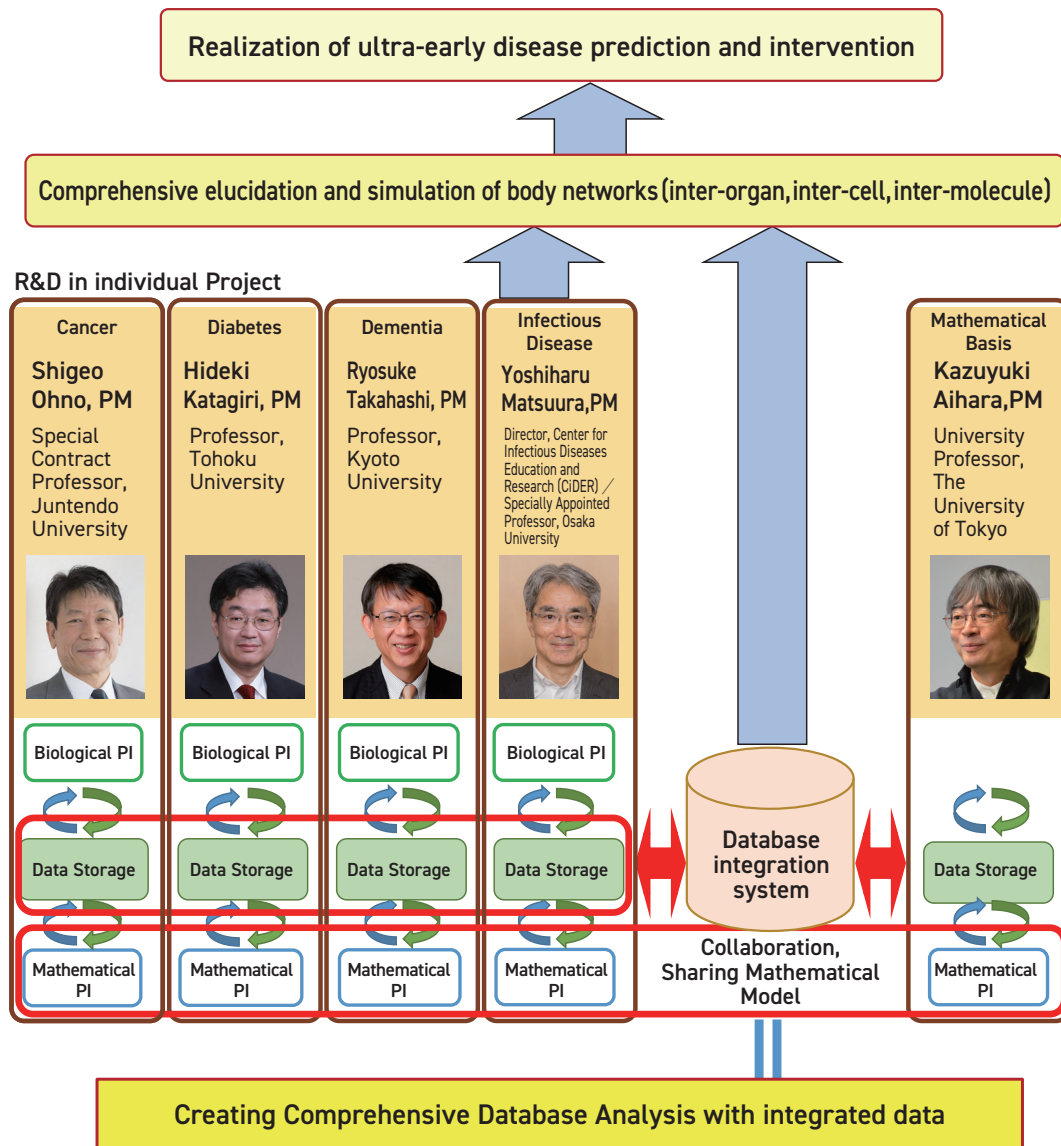 Realization of ultra-early disease prediction and intervention
Comprehensive elucidation and simulation of body networks(inter-organ,inter-cell,inter-molecule)
R&D in individual Project
Cancer
Shigeo
Ohno, PM
Special
Contract
Professor,
Juntendo
University
Diabetes
Hideki
Katagiri, PM
Professor,
Tohoku
University
Dementia
Ryosuke
Takahashi, PM
Professor,
Kyoto
University
Infectious
Disease
Yoshiharu
Matsuura,PM
Director, Center for
Infectious Diseases
Education and
Research (CiDER) ／
Specially Appointed
Professor, Osaka
University
Mathematical
Basis
Kazuyuki
Aihara,PM
University
Professor,
The
University
of Tokyo
Biological PI
Biological PI
Biological PI
Biological PI
Data Storage
Data Storage
Data Storage
Data Storage
Database
integration
system
Data Storage
Mathematical
PI
Mathematical
PI
Mathematical
PI
Mathematical
PI
Collaboration,
Sharing Mathematical
Model
Mathematical
PI
Creating Comprehensive Database Analysis with integrated data